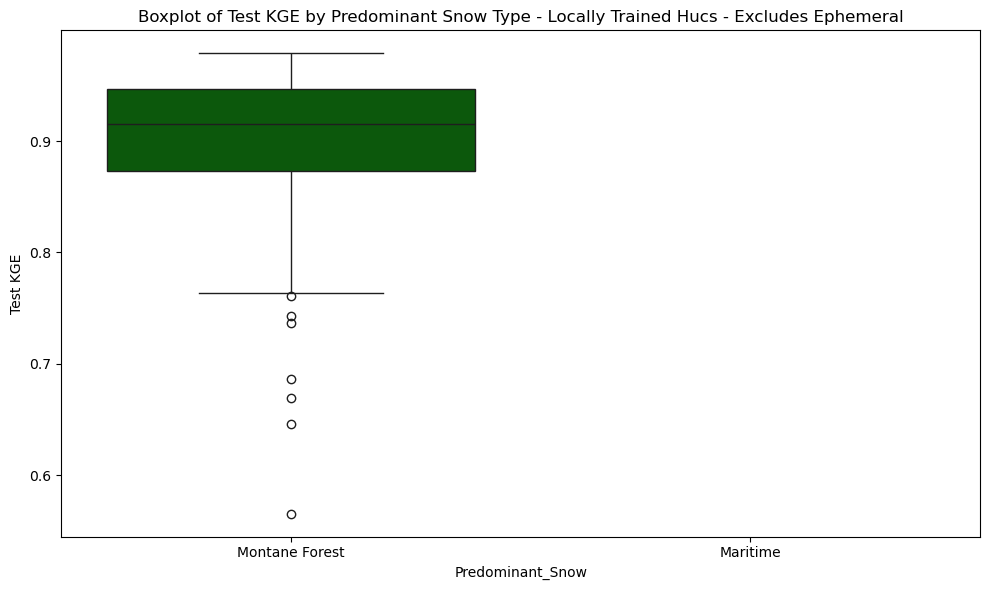 Boxplot of Test KGE by Predominant Snow Type - Locally Trained Hucs - Excludes Ephemeral
Test KGE
0.9
0.8
0.7
0.6
Montane Forest
Maritime
Predominant_Snow